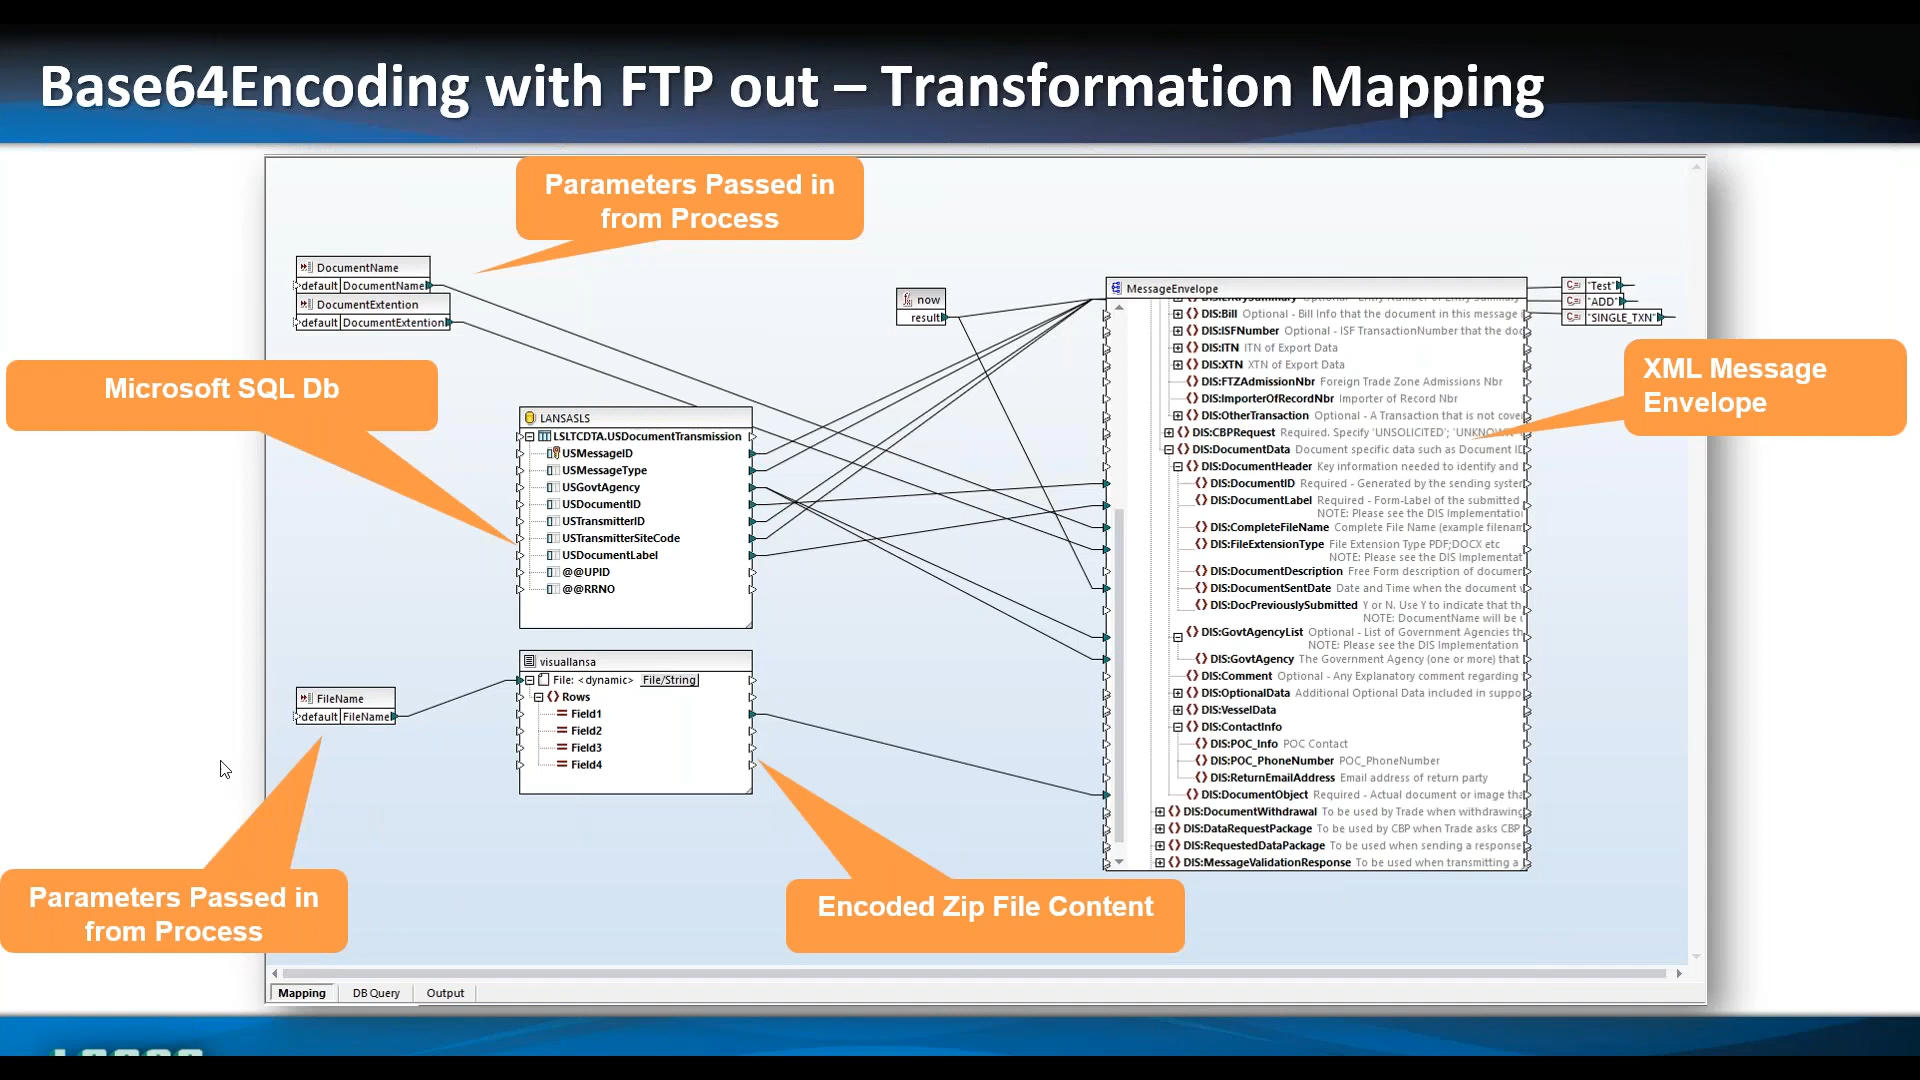 Base64Encoding with FTP out – Transformation Mapping
Parameters Passed in
from Process
DocumentName
default DocumentName
DocumentExtention
default DocumentExtention
now
result
MessageEnvelope
"Test"
"ADD"
"SINGLE_TXN"
Microsoft SQL Db
XML Message
Envelope
LANSASLS
LSLTCDTA.USDocumentTransmission
USMessageID
USMessageType
USGovtAgency
USDocumentID
USTransmitterID
USTransmitterSiteCode
USDocumentLabel
@@UPID
@@RRNO
visuallansa
File: <dynamic> File/String
Rows
Field1
Field2
Field3
Field4
FileName
default FileName
DIS:Bill Optional - Bill Info that the document in this message
DIS:ISFNumber Optional - ISF TransactionNumber that the doc
DIS:ITN ITN of Export Data
DIS:XTN XTN of Export Data
DIS:FTZAdmissionNbr Foreign Trade Zone Admissions Nbr
DIS:ImporterOfRecordNbr Importer of Record Nbr
DIS:OtherTransaction Optional - A Transaction that is not cove
DIS:CBPRequest Required. Specify 'UNSOLICITED'; 'UNKNOWN
DIS:DocumentData Document specific data such as Document
DIS:DocumentHeader Key information needed to identify and
DIS:DocumentID Required - Generated by the sending system
DIS:DocumentLabel Required - Form-Label of the submitted
NOTE: Please see the DIS Implementatio
DIS:CompleteFileName Complete File Name (example filenam
DIS:FileExtensionType File Extension Type PDF;DOCX etc
NOTE: Please see the DIS Implementat
DIS:DocumentDescription Free Form description of documen
DIS:DocumentSentDate Date and Time when the document
DIS:DocPreviouslySubmitted Y or N. Use Y to indicate that th
NOTE: DocumentName will be
DIS:GovtAgencyList Optional - List of Government Agencies th
NOTE: Please see the DIS Implementation
DIS:GovtAgency The Government Agency (one or more) that
DIS:Comment Optional - Any Explanatory comment regarding
DIS:OptionalData Additional Optional Data included in suppo
DIS:VesselData
DIS:ContactInfo
DIS:POC_Info POC Contact
DIS:POC_PhoneNumber POC_PhoneNumber
DIS:ReturnEmailAddress Email address of return party
DIS:DocumentObject Required - Actual document or image tha
DIS:DocumentWithdrawal To be used by Trade when withdrawing
DIS:DataRequestPackage To be used by CBP when Trade asks CBP
DIS:RequestedDataPackage To be used when sending a response
DIS:MessageValidationResponse To be used when transmitting a
Parameters Passed in
from Process
Encoded Zip File Content
Mapping DB Query Output